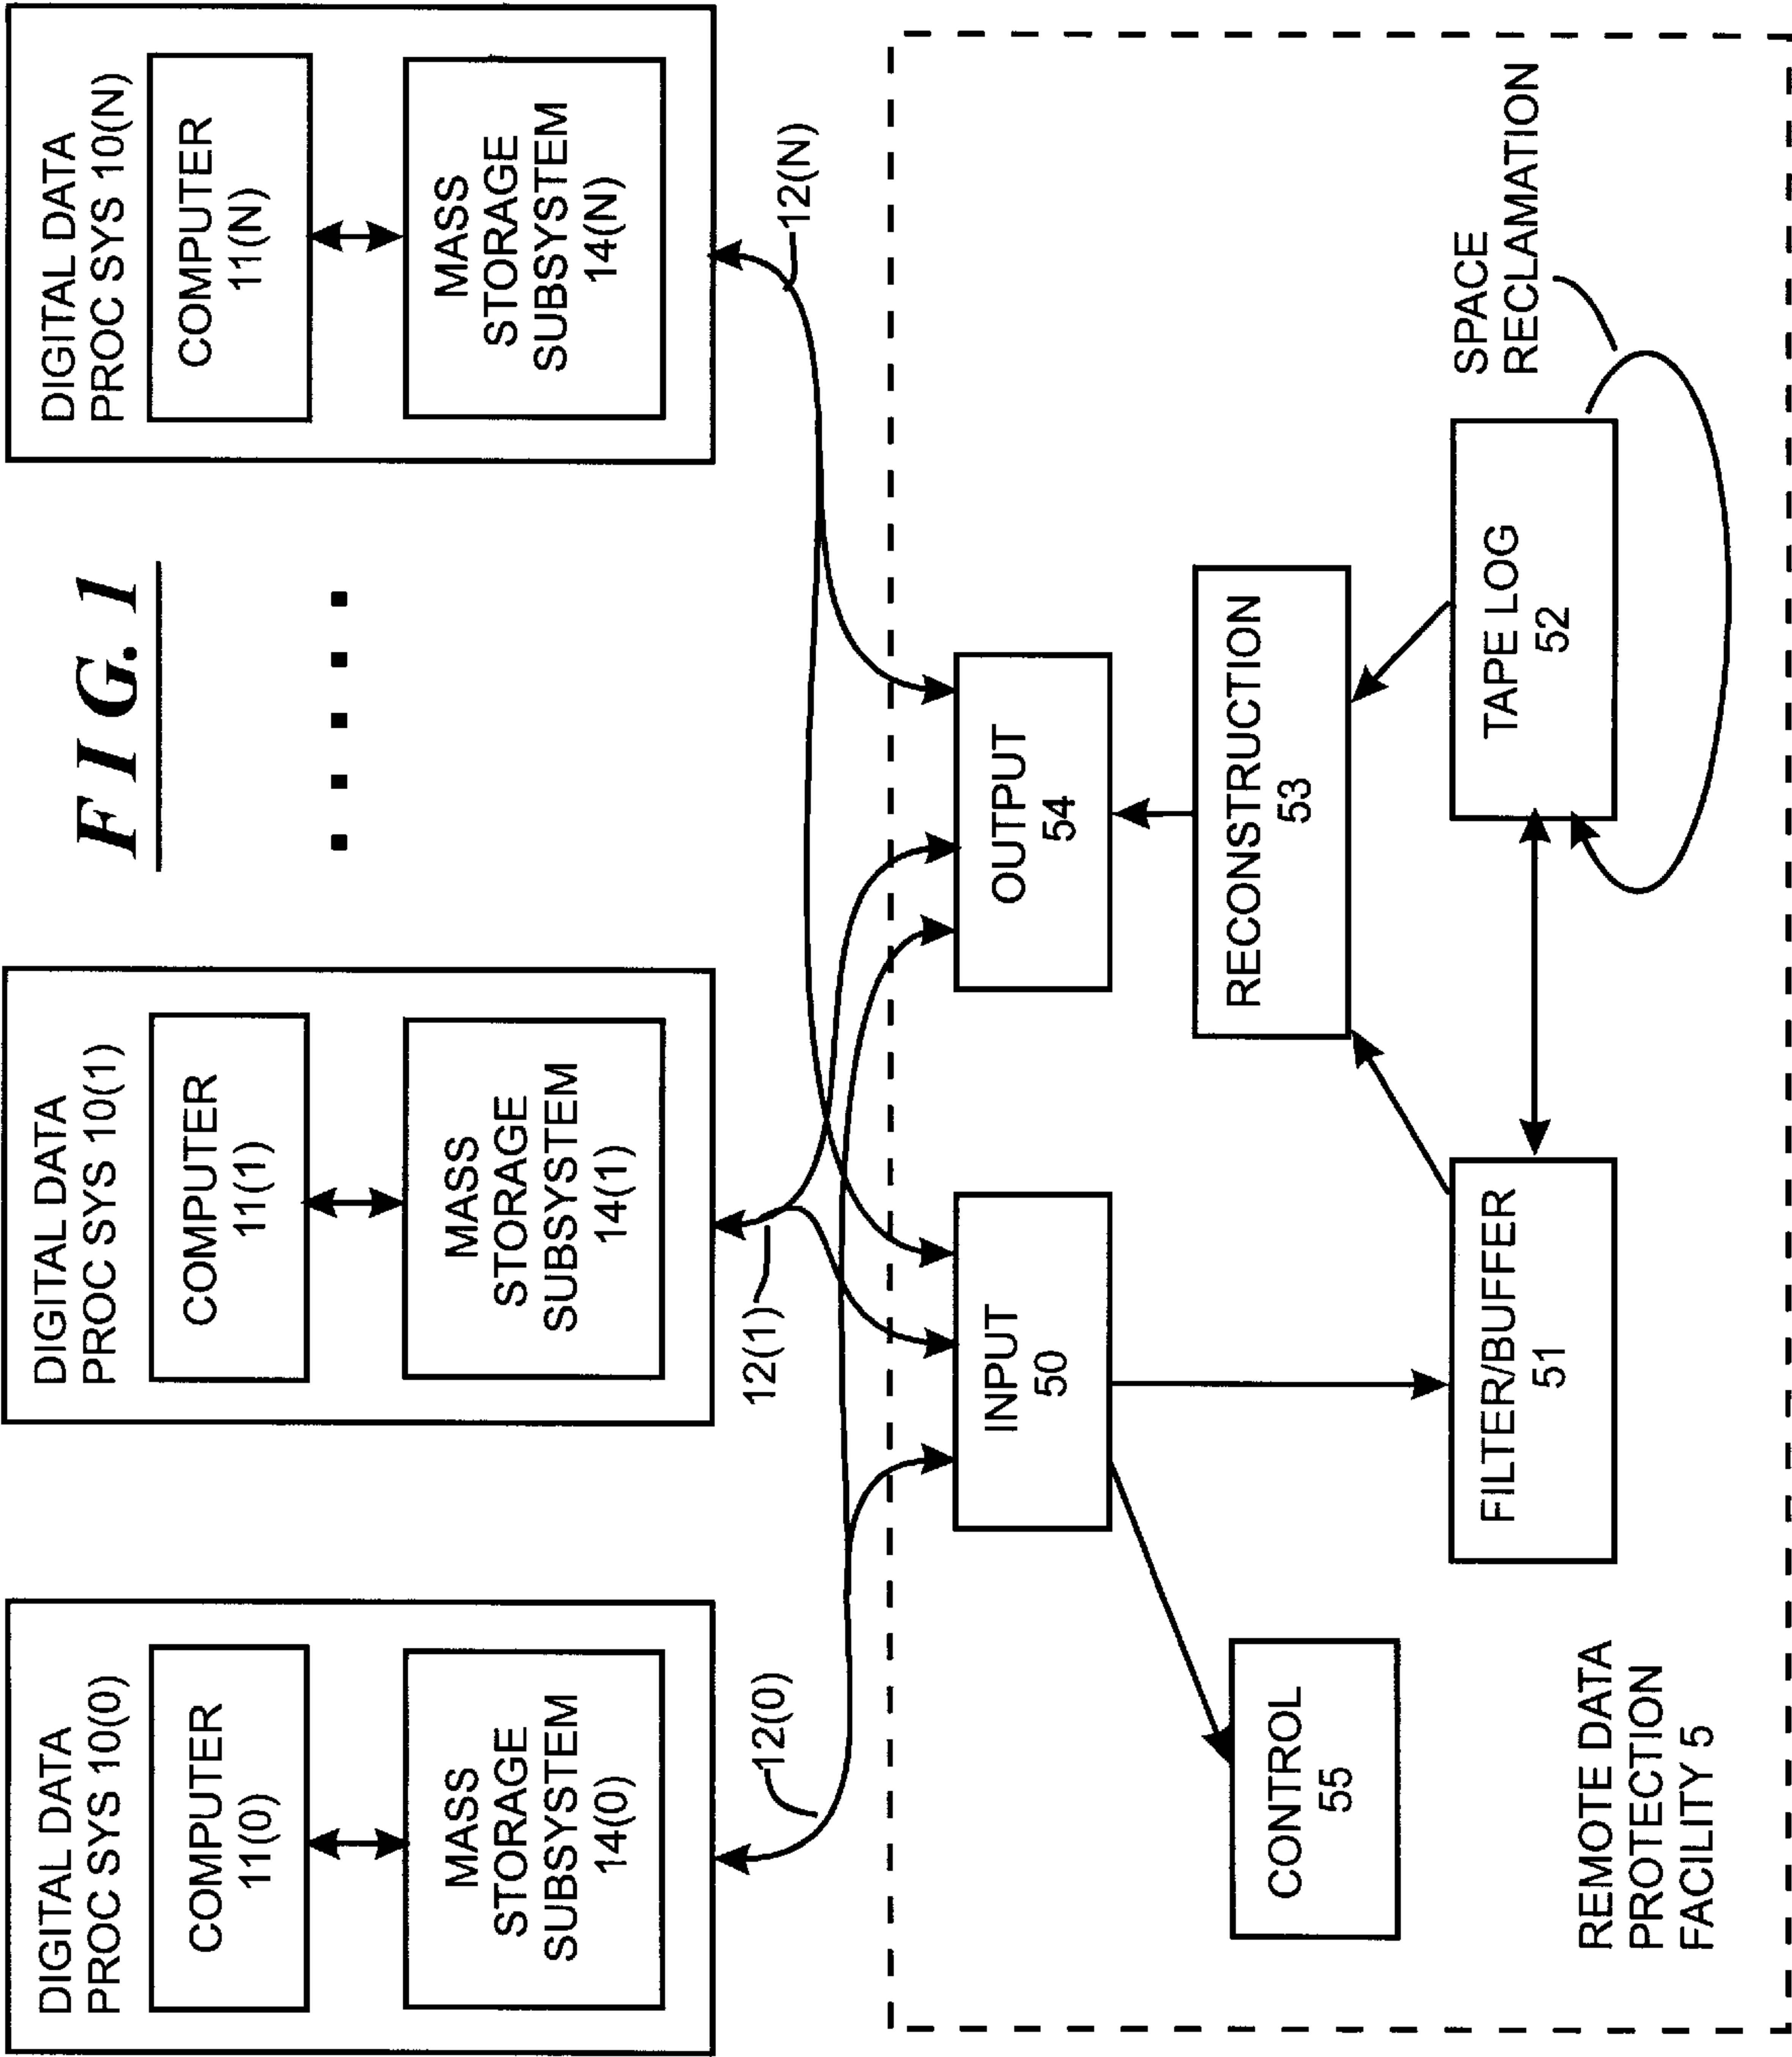 DIGITAL DATA
PROC SYS 10(0)
COMPUTER
11(0)
MASS
STORAGE
SUBSYSTEM
14(0)
DIGITAL DATA
PROC SYS 10(1)
COMPUTER
11(1)
MASS
STORAGE
SUBSYSTEM
14(1)
FIG. 1
DIGITAL DATA
PROC SYS 10(N)
COMPUTER
11(N)
MASS
STORAGE
SUBSYSTEM
14(N)
12(0)
12(1)
12(N)
INPUT
50
OUTPUT
54
CONTROL
55
RECONSTRUCTION
53
FILTER/BUFFER
51
TAPE LOG
52
SPACE
RECLAMATION
REMOTE DATA
PROTECTION
FACILITY 5